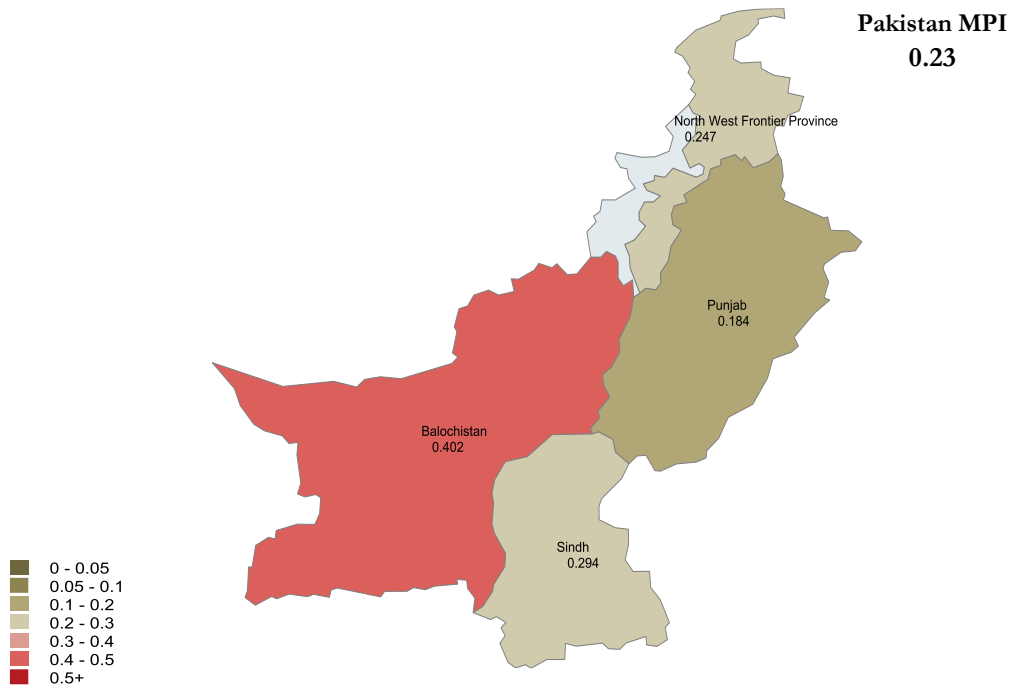 Pakistan MPI
0.23
North West Frontier Province
0.247
Punjab
0.184
Balochistan
0.402
Sindh
0.294
0 - 0.05
0.05 - 0.1
0.1 - 0.2
0.2 - 0.3
0.3 - 0.4
0.4 - 0.5
0.5+